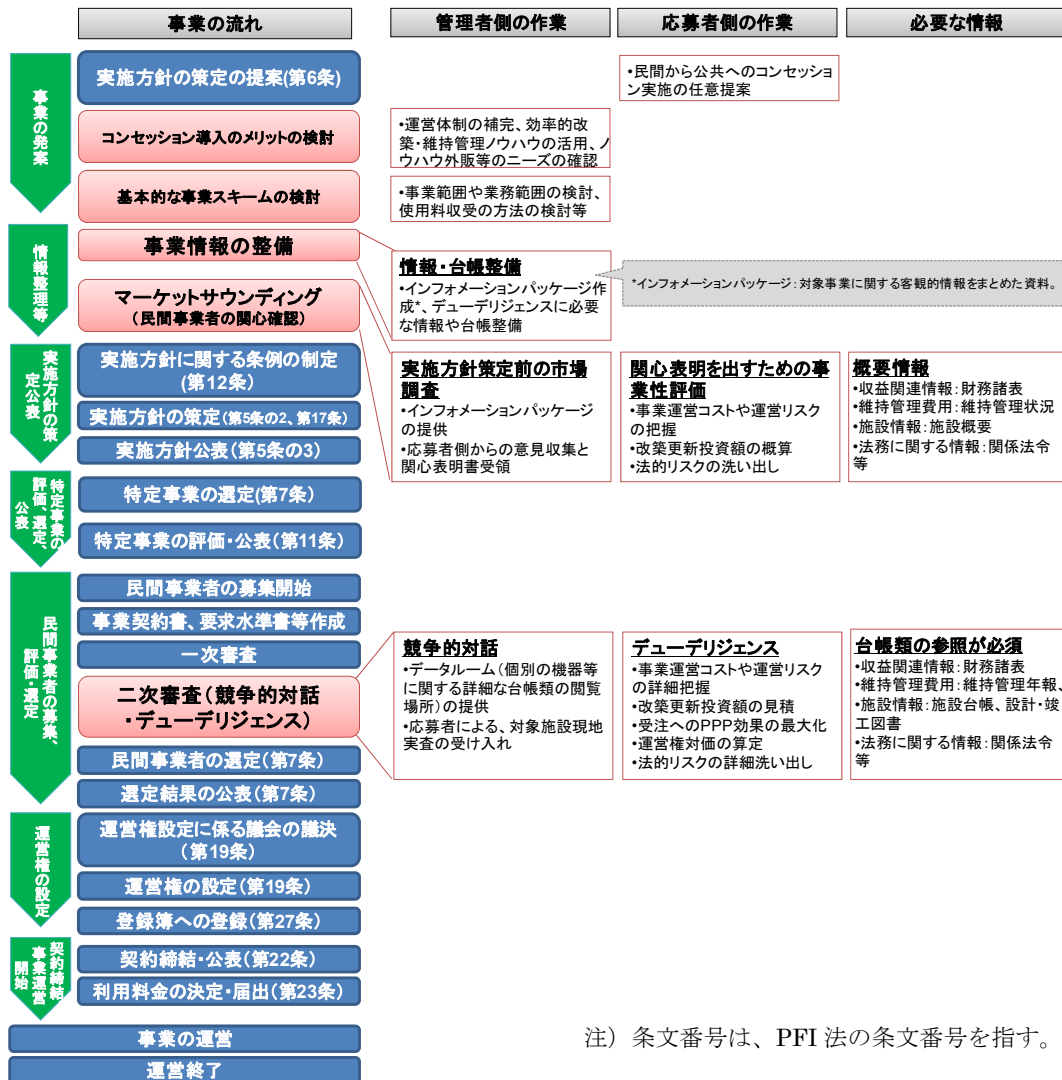 事業の流れ
管理者側の作業
応募者側の作業
必要な情報
事業の発案
実施方針の策定の提案(第6条)
•民間から公共へのコンセッショ
ン実施の任意提案
コンセッション導入のメリットの検討
•運営体制の補完、効率的改
築・維持管理ノウハウの活用、ノ
ウハウ外販等のニーズの確認
基本的な事業スキームの検討
•事業範囲や業務範囲の検討、
使用料収受の方法の検討等
情報整理等
事業情報の整備
マーケットサウンディング
(民間事業者の関心確認)
情報・台帳整備
•インフォメーションパッケージ作
成*、デューデリジェンスに必要
な情報や台帳整備
*インフォメーションパッケージ:対象事業に関する客観的情報をまとめた資料。
実施方針の策
定公表
実施方針に関する条例の制定
(第12条)
実施方針の策定(第5条の2、第17条)
実施方針公表(第5条の3)
実施方針策定前の市場
調査
•インフォメーションパッケージ
の提供
•応募者側からの意見収集と
関心表明書受領
関心表明を出すための事
業性評価
•事業運営コストや運営リスク
の把握
•改築更新投資額の概算
•法的リスクの洗い出し
概要情報
•収益関連情報:財務諸表
•維持管理費用:維持管理状況
•施設情報:施設概要
•法務に関する情報:関係法令
等
特定事業の
評価、選定、
公表
特定事業の選定(第7条)
特定事業の評価・公表(第11条)
民間事業者の募集、
評価・選定
民間事業者の募集開始
事業契約書、要求水準書等作成
一次審査
二次審査(競争的対話
・デューデリジェンス)
民間事業者の選定(第7条)
選定結果の公表(第7条)
競争的対話
•データルーム(個別の機器等
に関する詳細な台帳類の閲覧
場所)の提供
•応募者による、対象施設現地
実査の受け入れ
デューデリジェンス
•事業運営コストや運営リスク
の詳細把握
•改築更新投資額の見積
•受注へのPPP効果の最大化
•運営権対価の算定
•法的リスクの詳細洗い出し
台帳類の参照が必須
•収益関連情報:財務諸表
•維持管理費用:維持管理年報、
•施設情報:施設台帳、設計・竣
工図書
•法務に関する情報:関係法令
等
運営権の設定
運営権設定に係る議会の議決
(第19条)
運営権の設定(第19条)
登録簿への登録(第27条)
契約締結
事業運営
開始
契約締結・公表(第22条)
利用料金の決定・届出(第23条)
事業の運営
運営終了
注）条文番号は、PFI 法の条文番号を指す。